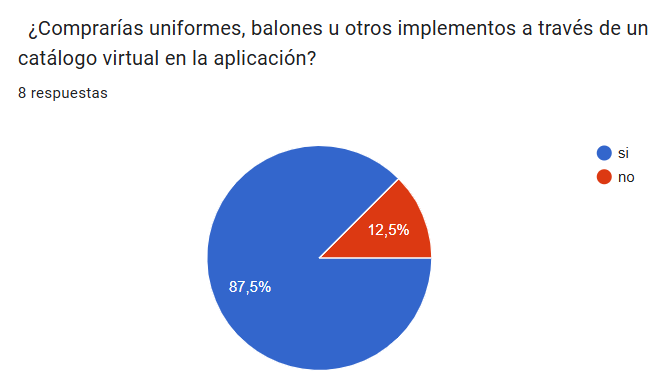 ¿Comprarías uniformes, balones u otros implementos a través de un
catálogo virtual en la aplicación?
8 respuestas
si
no
12,5%
87,5%